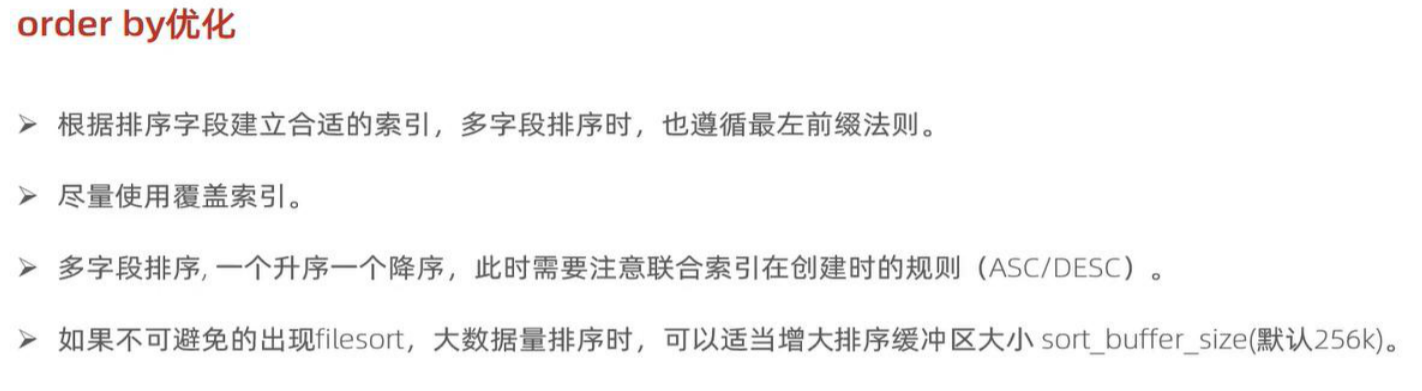 order by优化
➢ 根据排序字段建立合适的索引，多字段排序时，也遵循最左前缀法则。
➢ 尽量使用覆盖索引。
➢ 多字段排序, 一个升序一个降序，此时需要注意联合索引在创建时的规则（ASC/DESC）。
➢ 如果不可避免的出现filesort，大数据量排序时，可以适当增大排序缓冲区大小 sort_buffer_size(默认256k)。